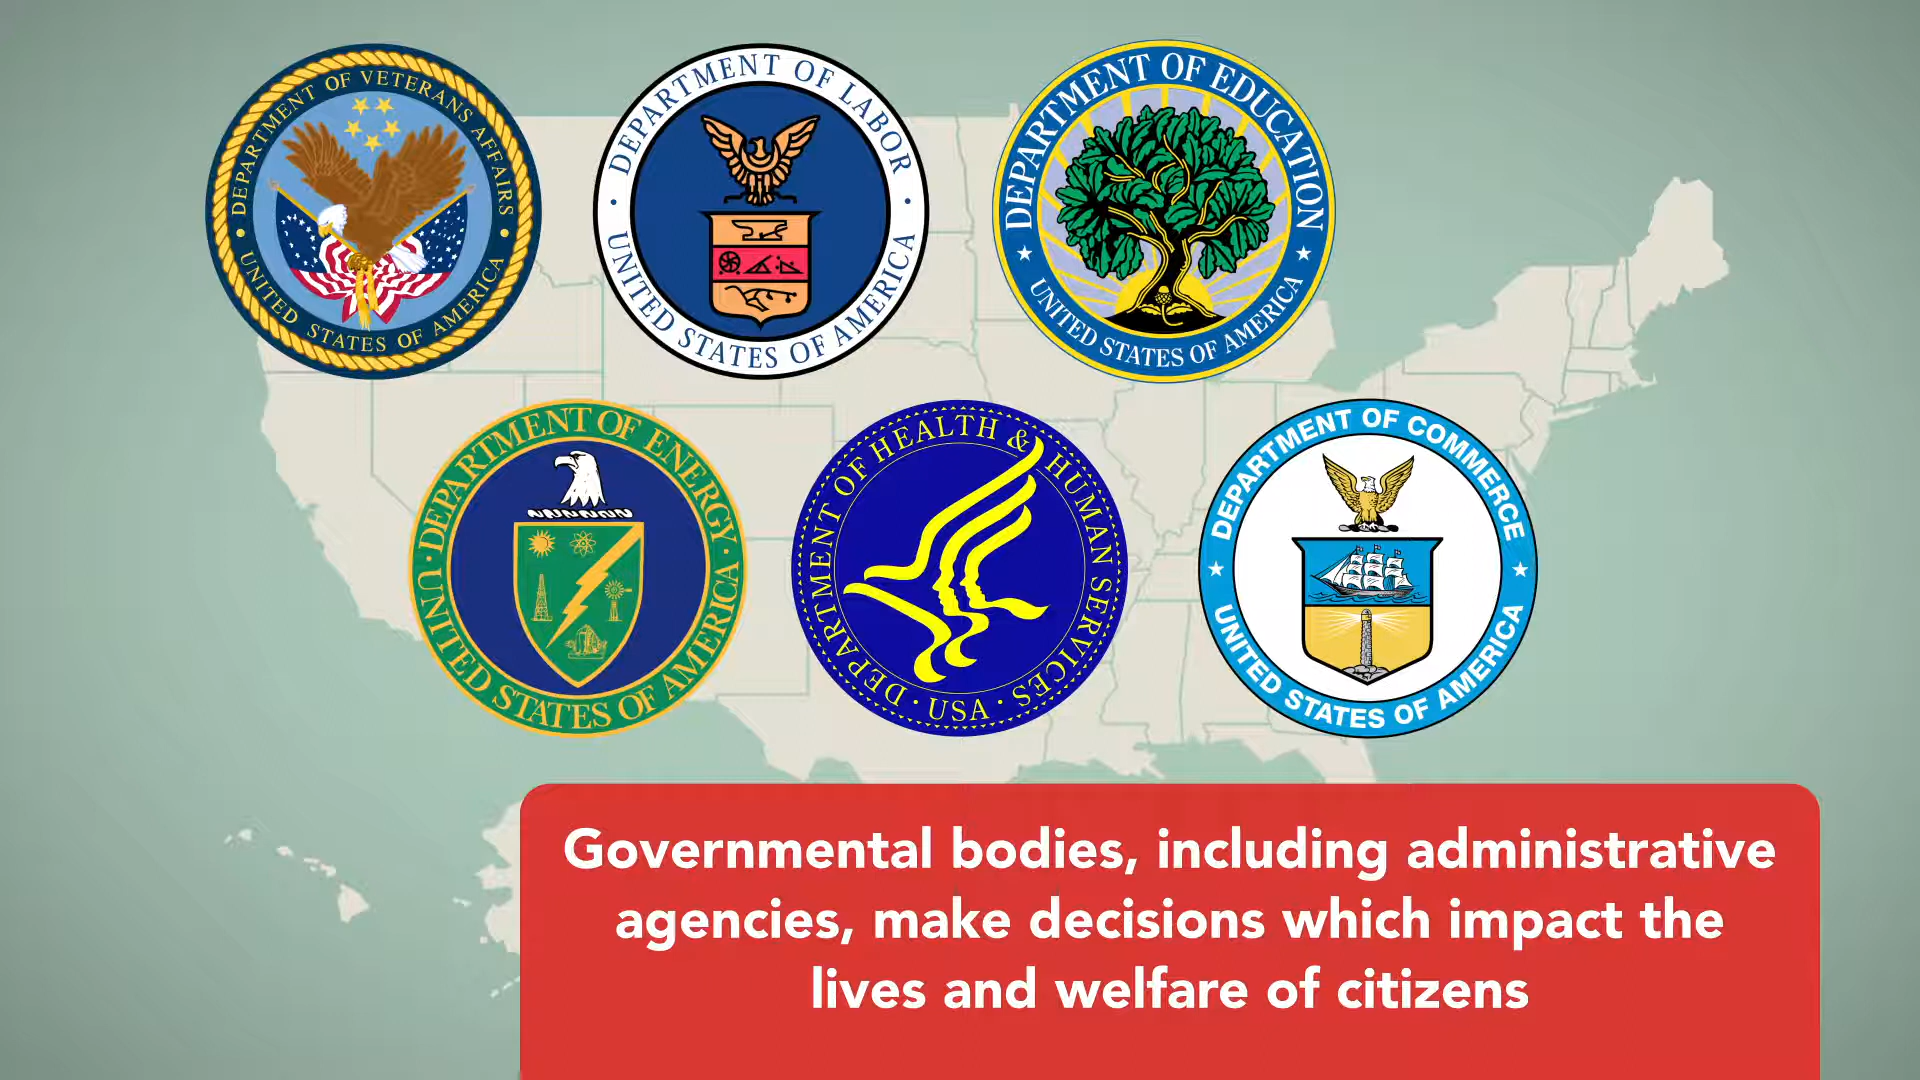 DEPARTMENT OF VETERANS AFFAIRS
UNITED STATES OF AMERICA
DEPARTMENT OF LABOR
UNITED STATES OF AMERICA
DEPARTMENT OF EDUCATION
UNITED STATES OF AMERICA
DEPARTMENT OF ENERGY
UNITED STATES OF AMERICA
DEPARTMENT OF HEALTH & HUMAN SERVICES
USA
DEPARTMENT OF COMMERCE
UNITED STATES OF AMERICA
Governmental bodies, including administrative
agencies, make decisions which impact the
lives and welfare of citizens